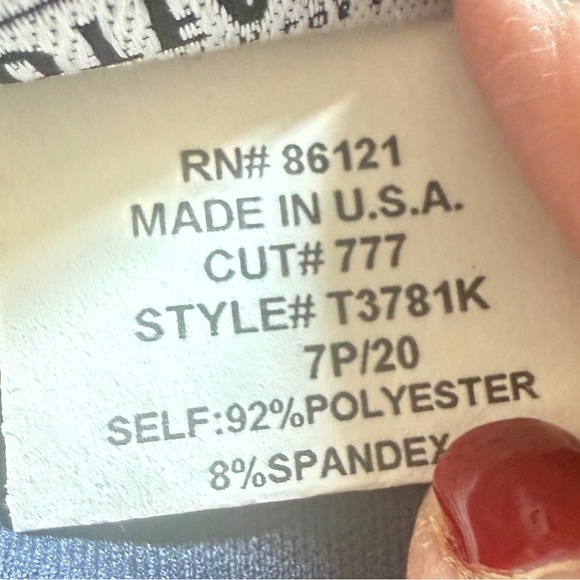 RN# 86121
MADE IN U.S.A.
CUT# 777
STYLE# T3781K
7P/20
SELF:92%POLYESTER
8%SPANDEX